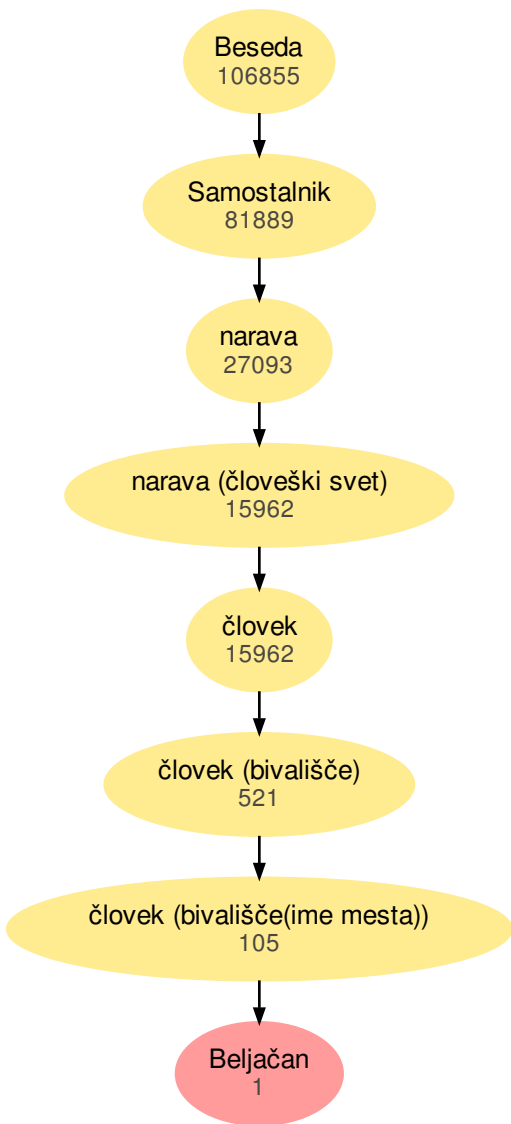 Beseda
106855
Samostalnik
81889
narava
27093
narava (človeški svet)
15962
človek
15962
človek (bivališče)
521
človek (bivališče(ime mesta))
105
Beljačan
1